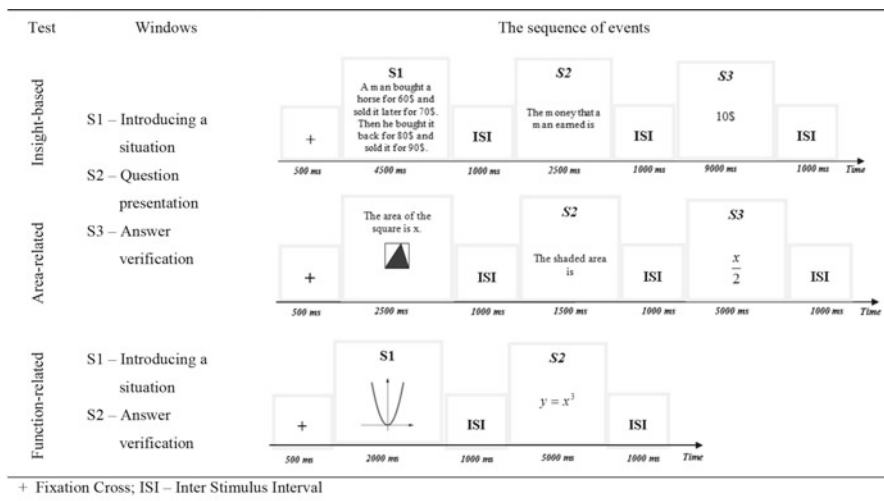 Test Windows The sequence of events
Insight-based
S1 – Introducing a
situation
S2 – Question
presentation
S3 – Answer
verification
+
S1
A man bought a
horse for 60$ and
sold it later for 70$.
Then he bought it
back for 80$ and
sold it for 90$.
ISI
S2
The money that a
man earned is
ISI
S3
10$
ISI
500 ms 4500 ms 1000 ms 2500 ms 1000 ms 9000 ms 1000 ms Time
Area-related
+
The area of the
square is x.
ISI
S2
The shaded area
is
ISI
S3
x/2
ISI
500 ms 2500 ms 1000 ms 1500 ms 1000 ms 5000 ms 1000 ms Time
Function-related
S1 – Introducing a
situation
S2 – Answer
verification
+
S1
ISI
S2
y = x³
ISI
500 ms 2000 ms 1000 ms 5000 ms 1000 ms Time
+ Fixation Cross; ISI – Inter Stimulus Interval